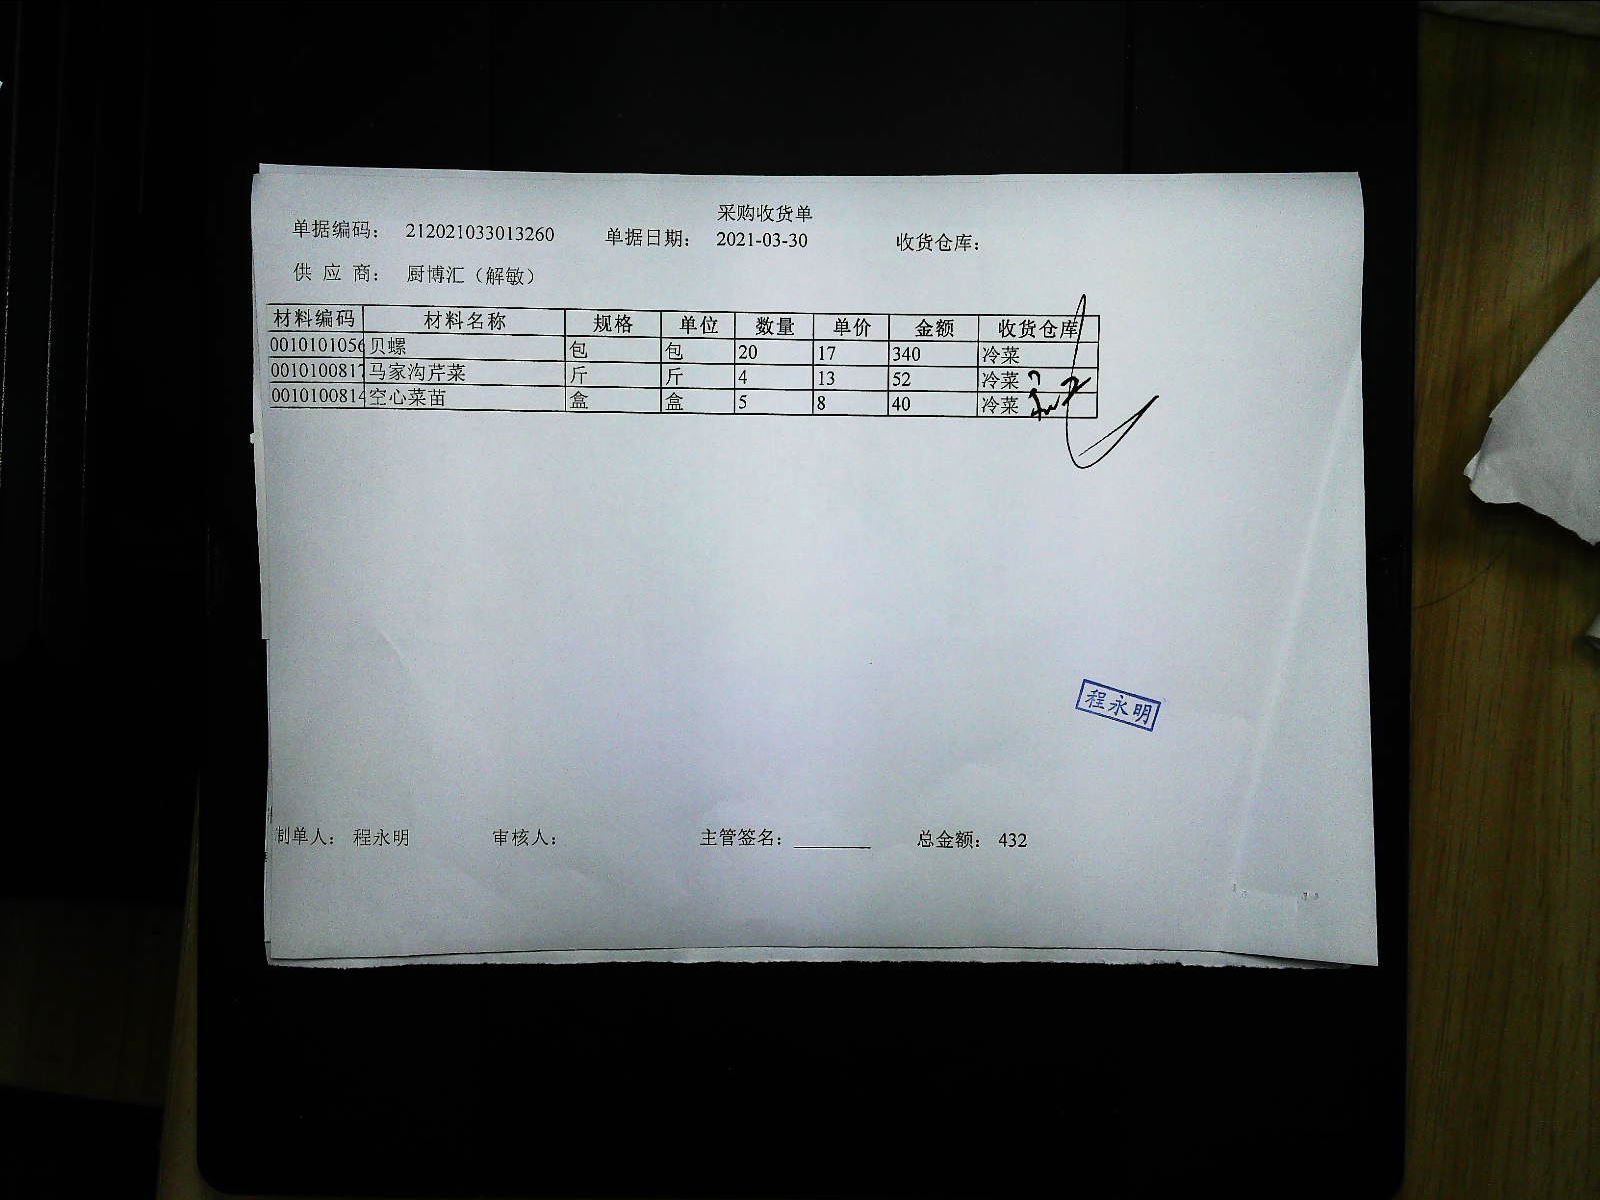 采购收货单
单据编码： 212021033013260 单据日期： 2021-03-30 收货仓库：
供 应 商： 厨博汇（解敏）
材料编码 材料名称 规格 单位 数量 单价 金额 收货仓库
0010101056 贝螺 包 包 20 17 340 冷菜
0010100817 马家沟芹菜 斤 斤 4 13 52 冷菜
0010100814 空心菜苗 盒 盒 5 8 40 冷菜
程永明
制单人： 程永明 审核人： 主管签名： 总金额： 432